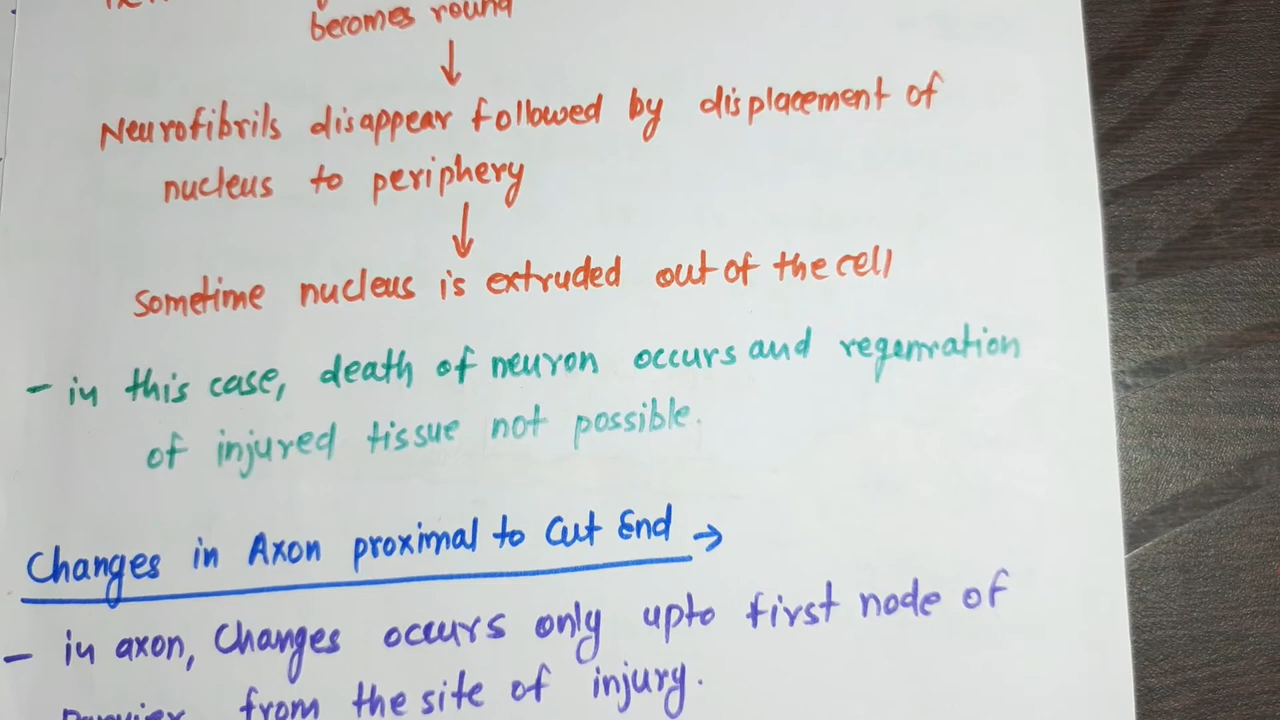 becomes round
↓
Neurofibrils disappear followed by displacement of
nucleus to periphery
↓
Sometime nucleus is extruded out of the cell
- in this case, death of neuron occurs and regenration
of injured tissue not possible.
Changes in Axon proximal to Cut End →
- in axon, Changes occurs only upto first node of
from the site of injury.